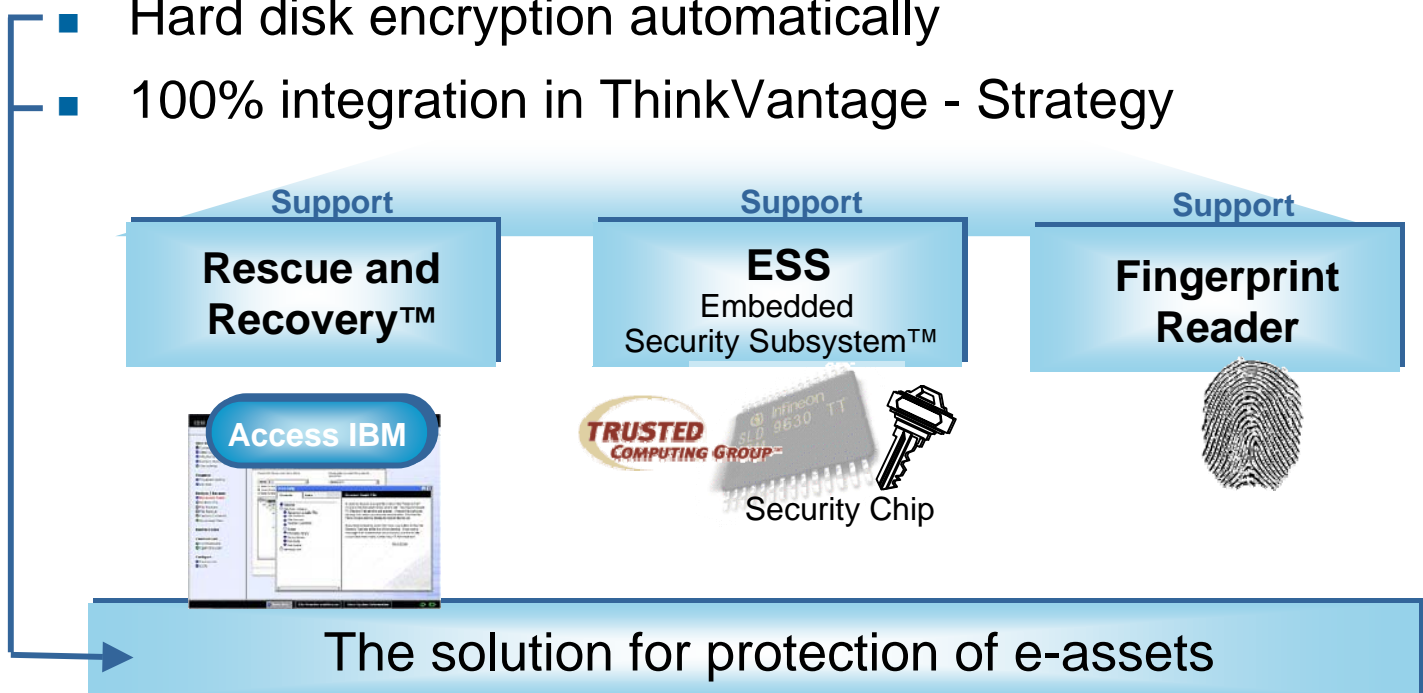 Hard disk encryption automatically
100% integration in ThinkVantage - Strategy
Support
Rescue and
Recovery™
Access IBM
Support
ESS
Embedded
Security Subsystem™
TRUSTED
COMPUTING GROUP
Infineon
SLD 9630 TT
Security Chip
Support
Fingerprint
Reader
The solution for protection of e-assets